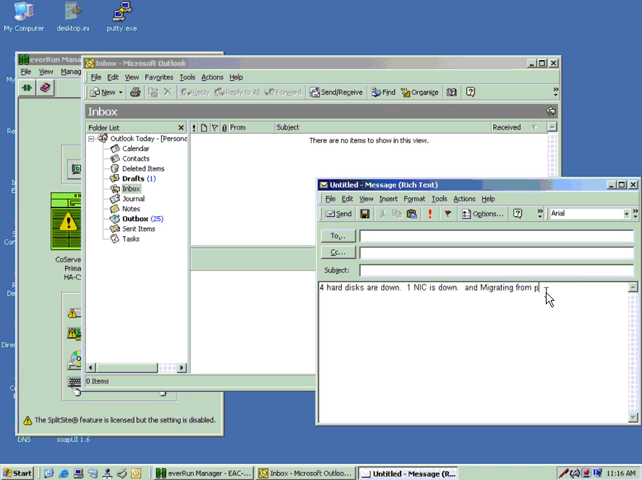 My Computer
desktop.ini
putty.exe
everRun Mana
File View Manag
Inbox - Microsoft Outlook
File Edit View Favorites Tools Actions Help
New Reply Reply to All Forward Send/Receive Find Organize
Inbox
Folder List
From Subject Received
Outlook Today - [Persona
Calendar
Contacts
Deleted Items
Drafts (1)
Inbox
Journal
Notes
Outbox (25)
Sent Items
Tasks
There are no items to show in this view.
0 Items
CoServe
Prima
HA-C
Untitled - Message (Rich Text)
File Edit View Insert Format Tools Actions Help
Send Options... Arial
To...
Cc...
Subject:
4 hard disks are down. 1 NIC is down. and Migrating from p
The SplitSite® feature is licensed but the setting is disabled.
DNS
soapUI 1.6
Start
everRun Manager - EAC-...
Inbox - Microsoft Outloo...
Untitled - Message (R...
11:16 AM